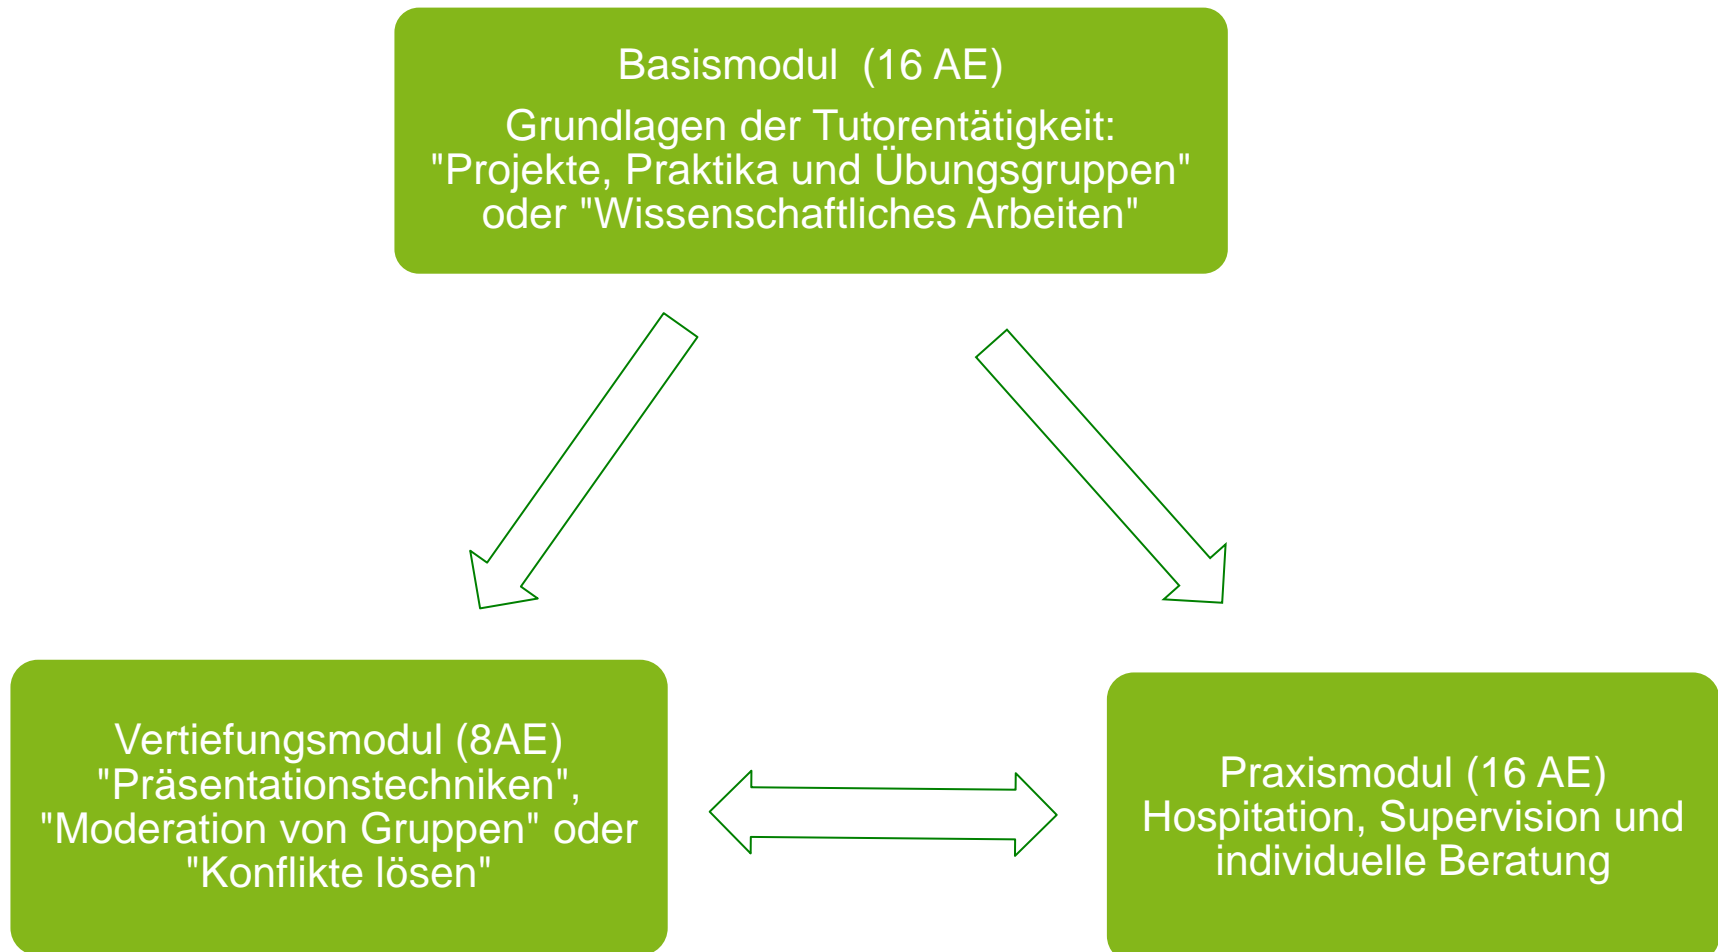 Basismodul  (16 AE)
Grundlagen der Tutorentätigkeit:
"Projekte, Praktika und Übungsgruppen"
oder "Wissenschaftliches Arbeiten"
Vertiefungsmodul (8AE)
"Präsentationstechniken",
"Moderation von Gruppen" oder
"Konflikte lösen"
Praxismodul (16 AE)
Hospitation, Supervision und
individuelle Beratung